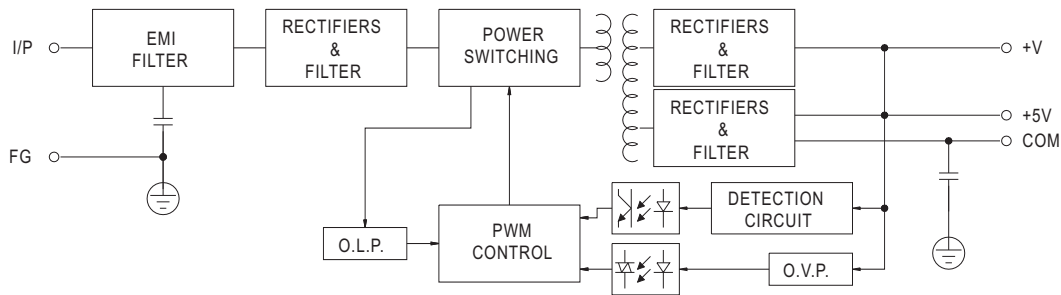 I/P
EMI
FILTER
RECTIFIERS
&
FILTER
POWER
SWITCHING
RECTIFIERS
&
FILTER
+V
RECTIFIERS
&
FILTER
+5V
COM
FG
O.L.P.
PWM
CONTROL
DETECTION
CIRCUIT
O.V.P.